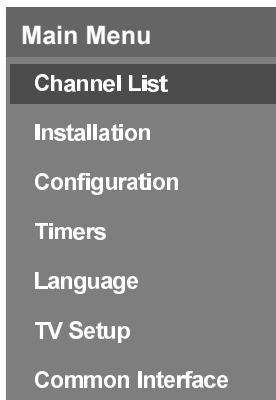 Main Menu
Channel List
Installation
Configuration
Timers
Language
TV Setup
Common Interface